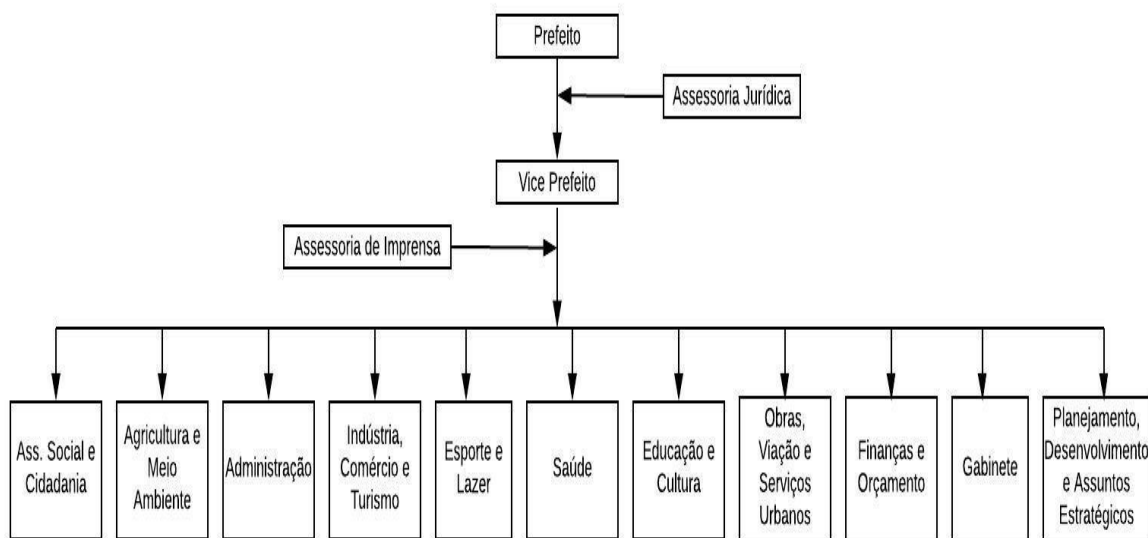 Prefeito
Assessoria Jurídica
Vice Prefeito
Assessoria de Imprensa
Ass. Social e
Cidadania
Agricultura e
Meio
Ambiente
Administração
Indústria,
Comércio e
Turismo
Esporte e
Lazer
Saúde
Educação e
Cultura
Obras,
Viação e
Serviços
Urbanos
Finanças e
Orçamento
Gabinete
Planejamento,
Desenvolvimento
e Assuntos
Estratégicos